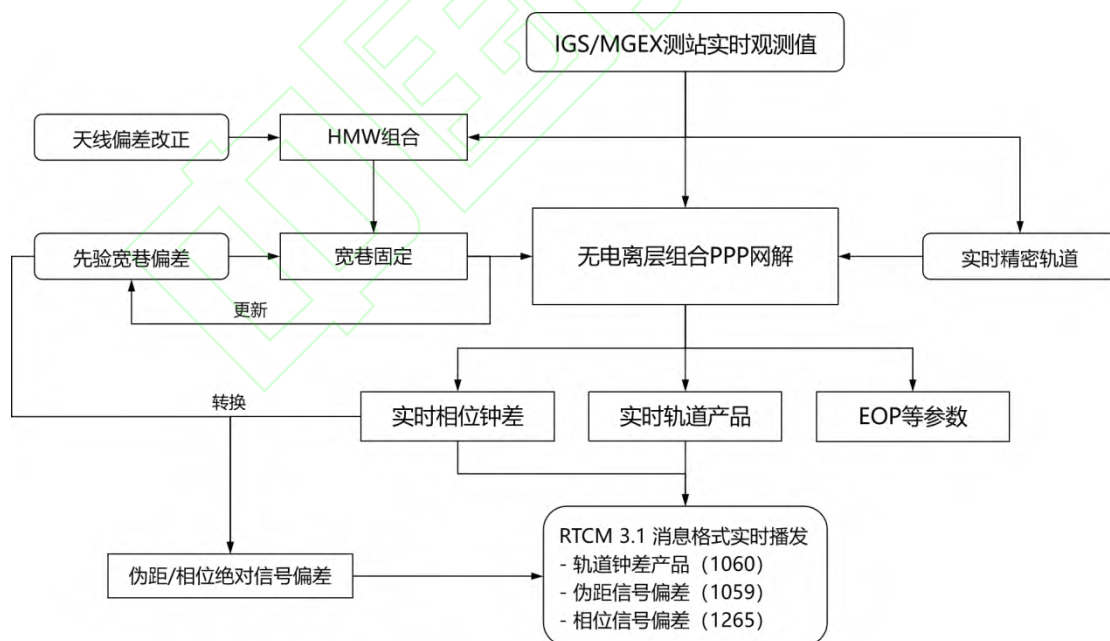 IGS/MGEX测站实时观测值
天线偏差改正
HMW组合
先验宽巷偏差
宽巷固定
无电离层组合PPP网解
实时精密轨道
更新
转换
实时相位钟差
实时轨道产品
EOP等参数
伪距/相位绝对信号偏差
RTCM 3.1 消息格式实时播发
- 轨道钟差产品（1060）
- 伪距信号偏差（1059）
- 相位信号偏差（1265）